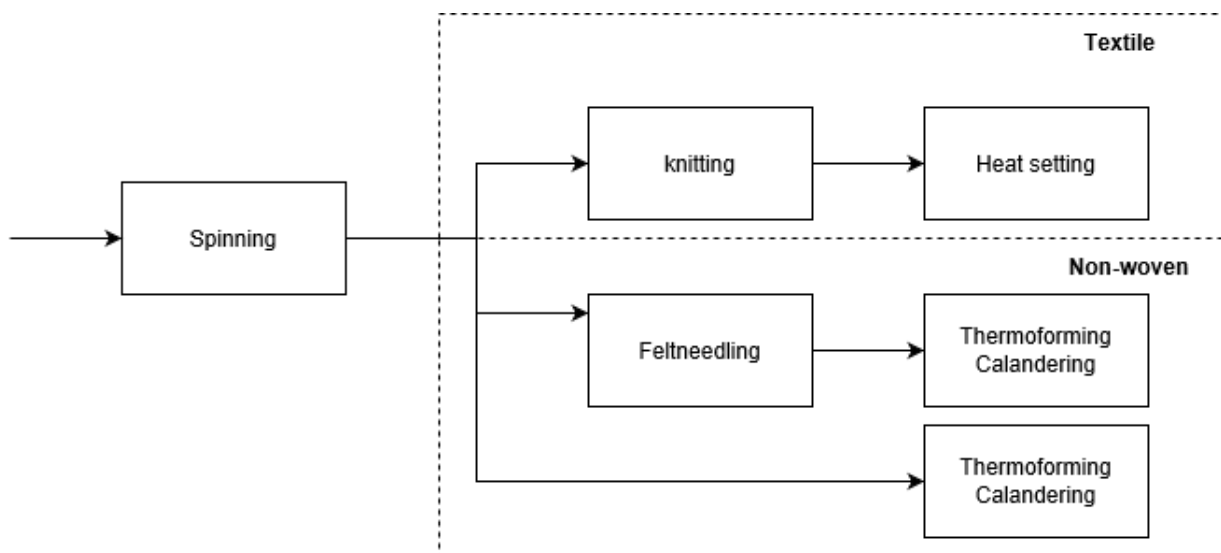 Textile
knitting
Heat setting
Spinning
Non-woven
Feltneedling
Thermoforming
Calandering
Thermoforming
Calandering